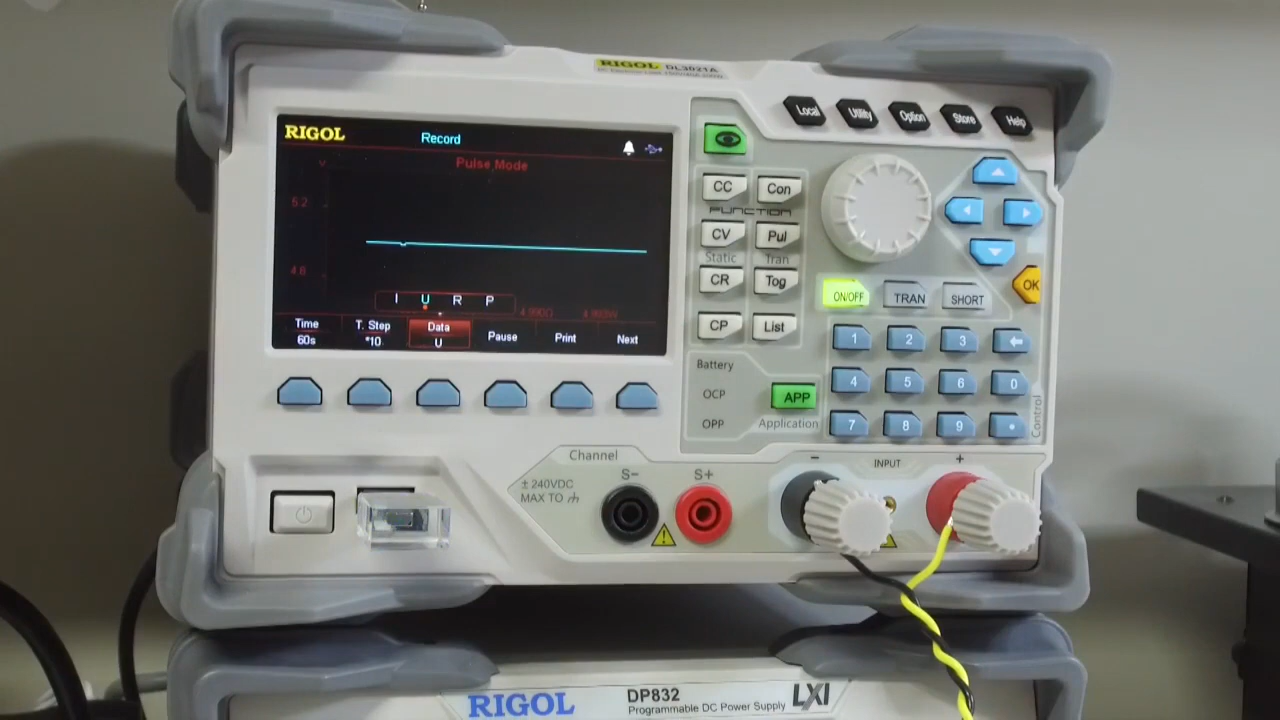 RIGOL DL3021A
Local
Utility
Option
Store
Help
RIGOL
Record
Pulse Mode
V
5.2
4.8
I U R P
Time
60s
T. Step
*10
Data
U
Pause
Print
Next
CC
Con
FUNCTION
CV
Pul
Static
Tran
CR
Tog
CP
List
Battery
OCP
OPP
APP
Application
ON/OFF
TRAN
SHORT
OK
1
2
3
4
5
6
0
7
8
9
Control
Channel
± 240VDC
MAX TO
S−
S+
−
INPUT
+
RIGOL
DP832
Programmable DC Power Supply
LXI